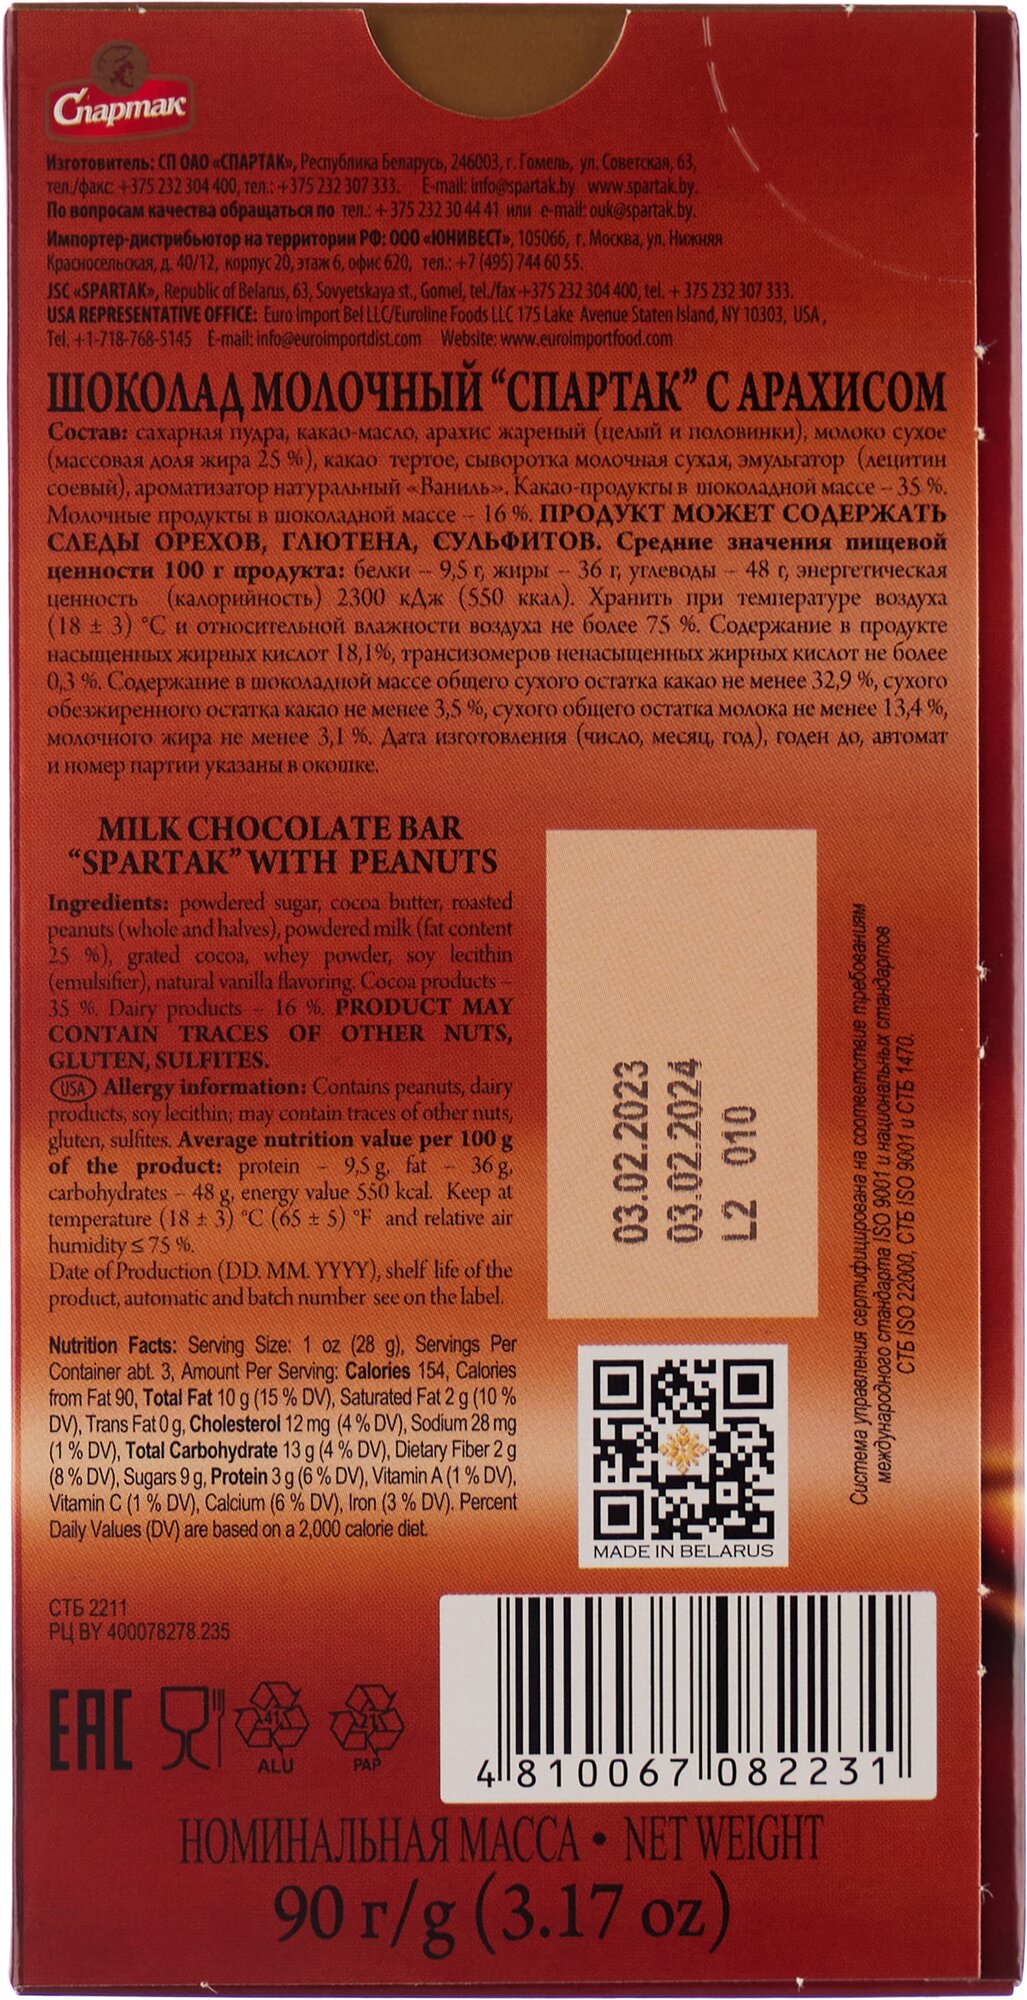 Спартак
Изготовитель: СП ОАО «СПАРТАК», Республика Беларусь, 246003, г. Гомель, ул. Советская, 63,
тел./факс: +375 232 304 400, тел.: +375 232 307 333. E-mail: info@spartak.by www.spartak.by.
По вопросам качества обращаться по тел.: + 375 232 30 44 41 или e-mail: ouk@spartak.by.
Импортер-дистрибьютор на территории РФ: ООО «ЮНИВЕСТ», 105066, г. Москва, ул. Нижняя
Красносельская, д. 40/12, корпус 20, этаж 6, офис 620, тел.: +7 (495) 744 60 55.
JSC «SPARTAK», Republic of Belarus, 63, Sovyetskaya st., Gomel, tel./fax +375 232 304 400, tel. + 375 232 307 333.
USA REPRESENTATIVE OFFICE: Euro Import Bel LLC/Euroline Foods LLC 175 Lake Avenue Staten Island, NY 10303, USA,
Tel. +1-718-768-5145 E-mail: info@euroimportdist.com Website: www.euroimportfood.com
ШОКОЛАД МОЛОЧНЫЙ “СПАРТАК” С АРАХИСОМ
Состав: сахарная пудра, какао-масло, арахис жареный (целый и половинки), молоко сухое
(массовая доля жира 25 %), какао тертое, сыворотка молочная сухая, эмульгатор (лецитин
соевый), ароматизатор натуральный «Ваниль». Какао-продукты в шоколадной массе – 35 %.
Молочные продукты в шоколадной массе – 16 %. ПРОДУКТ МОЖЕТ СОДЕРЖАТЬ
СЛЕДЫ ОРЕХОВ, ГЛЮТЕНА, СУЛЬФИТОВ. Средние значения пищевой
ценности 100 г продукта: белки – 9,5 г, жиры – 36 г, углеводы – 48 г, энергетическая
ценность (калорийность) 2300 кДж (550 ккал). Хранить при температуре воздуха
(18 ± 3) °С и относительной влажности воздуха не более 75 %. Содержание в продукте
насыщенных жирных кислот 18,1%, трансизомеров ненасыщенных жирных кислот не более
0,3 %. Содержание в шоколадной массе общего сухого остатка какао не менее 32,9 %, сухого
обезжиренного остатка какао не менее 3,5 %, сухого общего остатка молока не менее 13,4 %,
молочного жира не менее 3,1 %. Дата изготовления (число, месяц, год), годен до, автомат
и номер партии указаны в окошке.
MILK CHOCOLATE BAR
“SPARTAK” WITH PEANUTS
Ingredients: powdered sugar, cocoa butter, roasted
peanuts (whole and halves), powdered milk (fat content
25 %), grated cocoa, whey powder, soy lecithin
(emulsifier), natural vanilla flavoring. Cocoa products –
35 %. Dairy products – 16 %. PRODUCT MAY
CONTAIN TRACES OF OTHER NUTS,
GLUTEN, SULFITES.
USA Allergy information: Contains peanuts, dairy
products, soy lecithin; may contain traces of other nuts,
gluten, sulfites. Average nutrition value per 100 g
of the product: protein – 9,5 g, fat – 36 g,
carbohydrates – 48 g, energy value 550 kcal. Keep at
temperature (18 ± 3) °C (65 ± 5) °F and relative air
humidity ≤ 75 %.
Date of Production (DD. MM. YYYY), shelf life of the
product, automatic and batch number see on the label.
03.02.2023
03.02.2024
L2 010
Система управления сертифицирована на соответствие требованиям
международного стандарта ISO 9001 и национальных стандартов
СТБ ISO 22000, СТБ ISO 9001 и СТБ 1470.
Nutrition Facts: Serving Size: 1 oz (28 g), Servings Per
Container abt. 3, Amount Per Serving: Calories 154, Calories
from Fat 90, Total Fat 10 g (15 % DV), Saturated Fat 2 g (10 %
DV), Trans Fat 0 g, Cholesterol 12 mg (4 % DV), Sodium 28 mg
(1 % DV), Total Carbohydrate 13 g (4 % DV), Dietary Fiber 2 g
(8 % DV), Sugars 9 g, Protein 3 g (6 % DV), Vitamin A (1 % DV),
Vitamin C (1 % DV), Calcium (6 % DV), Iron (3 % DV). Percent
Daily Values (DV) are based on a 2,000 calorie diet.
MADE IN BELARUS
СТБ 2211
РЦ BY 400078278.235
EAC
41
ALU
21
PAP
4 810067 082231
НОМИНАЛЬНАЯ МАССА • NET WEIGHT
90 г/g (3.17 oz)